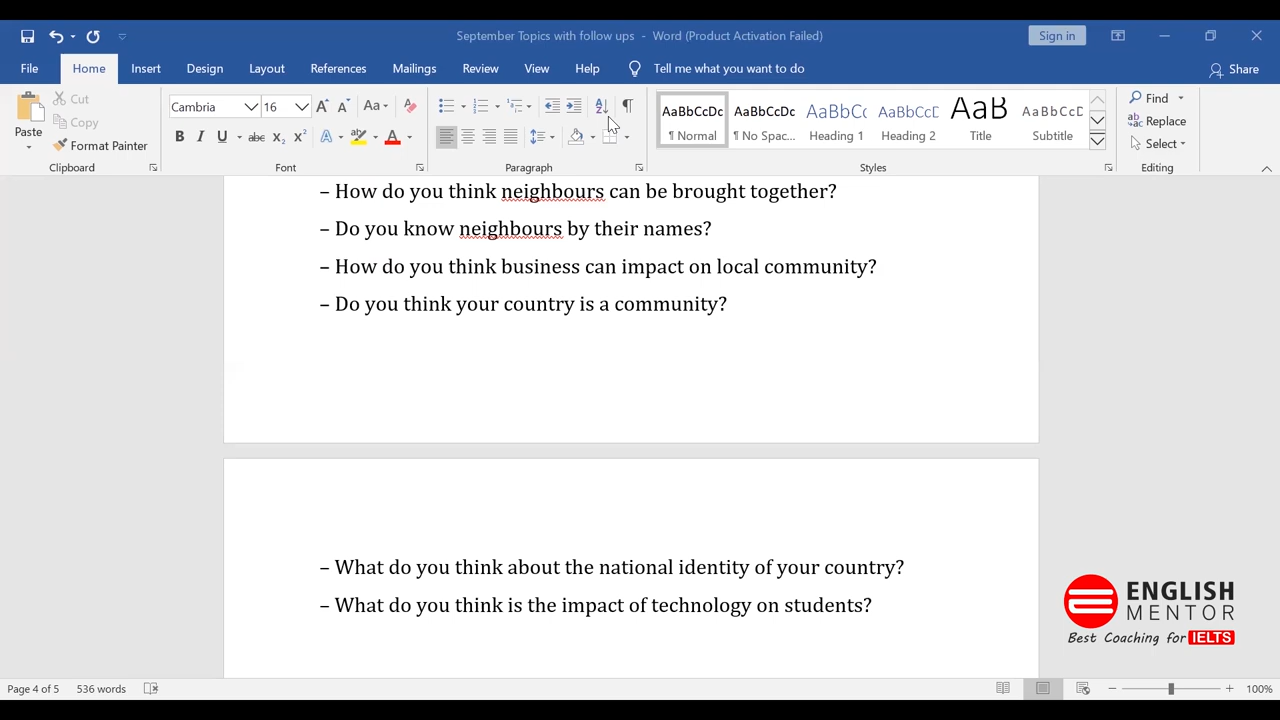 September Topics with follow ups - Word (Product Activation Failed)
Sign in
File Home Insert Design Layout References Mailings Review View Help Tell me what you want to do Share
Paste
Cut
Copy
Format Painter
Clipboard
Cambria 16
Font
Paragraph
AaBbCcDc AaBbCcDc AaBbCc AaBbCcD AaB AaBbCcD
¶ Normal ¶ No Spac... Heading 1 Heading 2 Title Subtitle
Styles
Find
Replace
Select
Editing
– How do you think neighbours can be brought together?
– Do you know neighbours by their names?
– How do you think business can impact on local community?
– Do you think your country is a community?
– What do you think about the national identity of your country?
– What do you think is the impact of technology on students?
ENGLISH
MENTOR
Best Coaching for IELTS
Page 4 of 5 536 words 100%